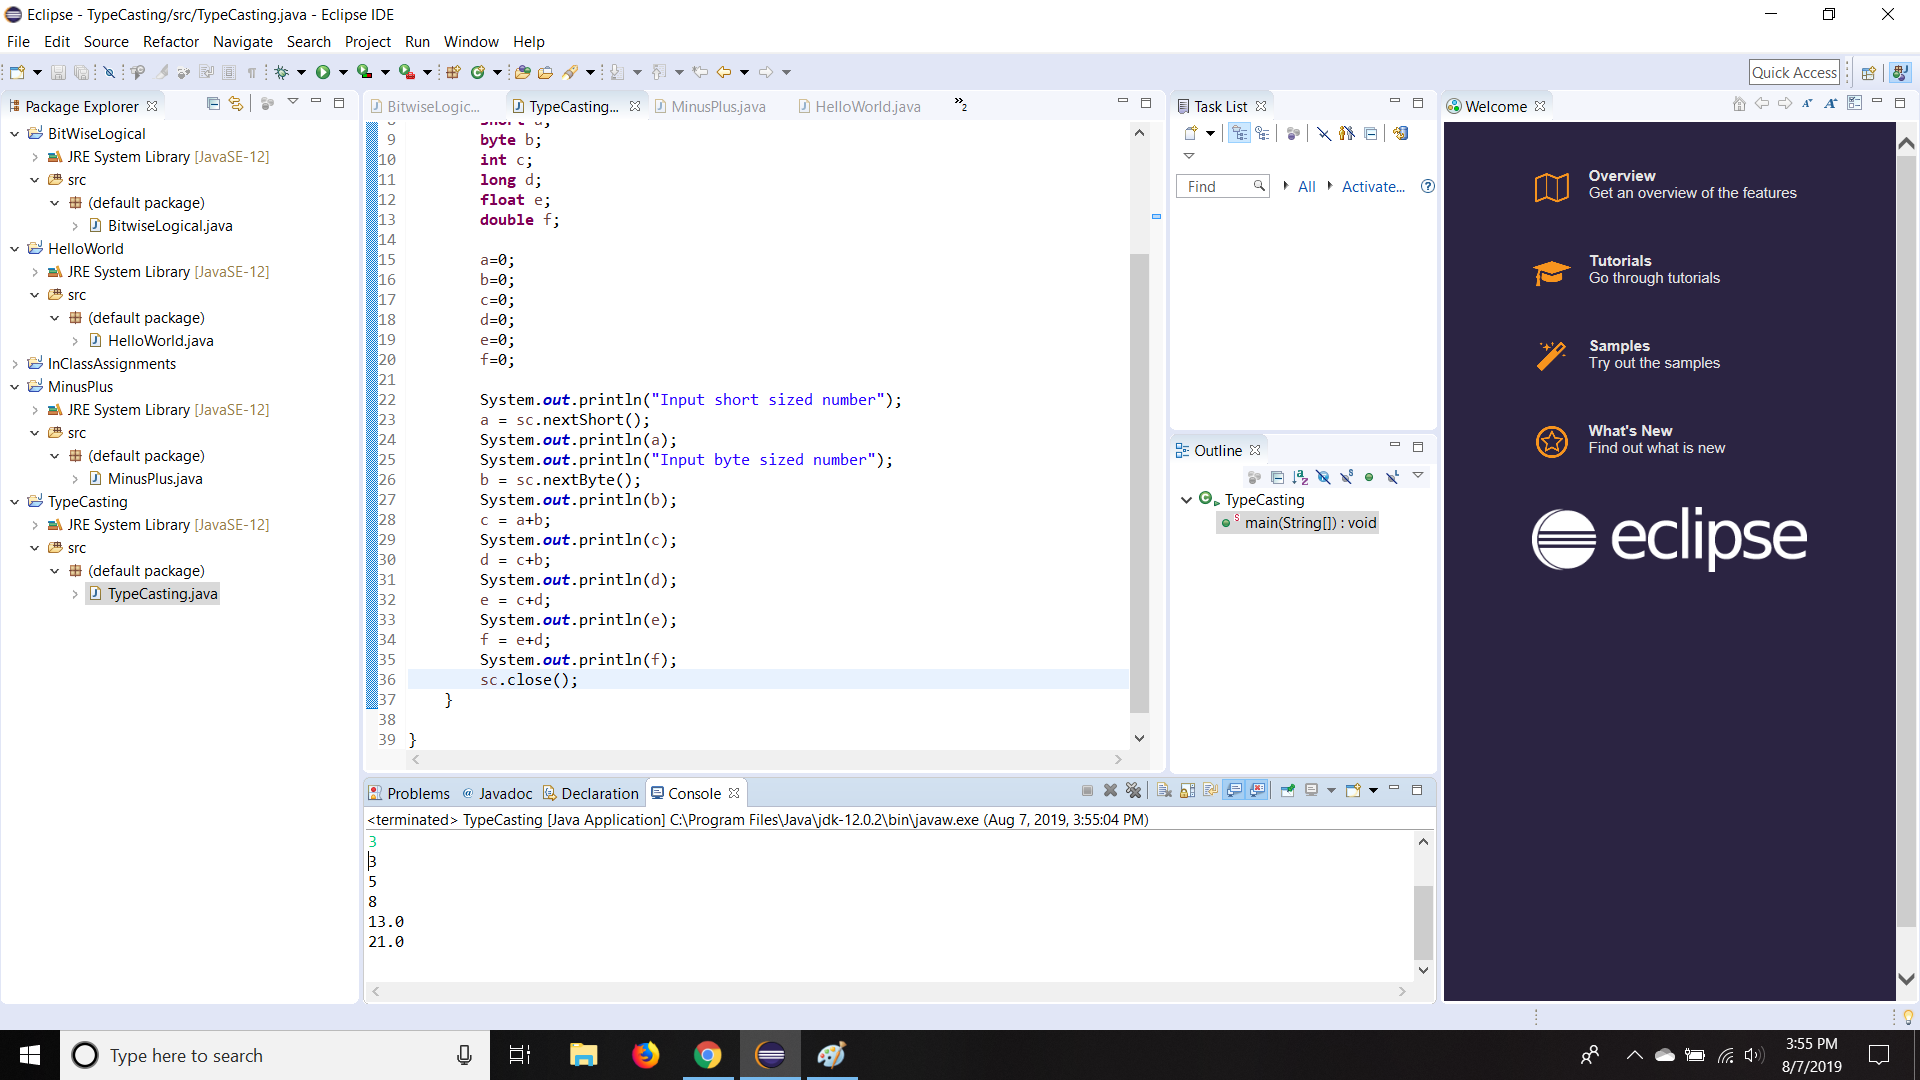 Eclipse - TypeCasting/src/TypeCasting.java - Eclipse IDE
File Edit Source Refactor Navigate Search Project Run Window Help
Quick Access
Package Explorer
BitWiseLogical
JRE System Library [JavaSE-12]
src
(default package)
BitwiseLogical.java
HelloWorld
JRE System Library [JavaSE-12]
src
(default package)
HelloWorld.java
InClassAssignments
MinusPlus
JRE System Library [JavaSE-12]
src
(default package)
MinusPlus.java
TypeCasting
JRE System Library [JavaSE-12]
src
(default package)
TypeCasting.java
BitwiseLogic... TypeCasting... MinusPlus.java HelloWorld.java »2
8 short a;
9 byte b;
10 int c;
11 long d;
12 float e;
13 double f;
14
15 a=0;
16 b=0;
17 c=0;
18 d=0;
19 e=0;
20 f=0;
21
22 System.out.println("Input short sized number");
23 a = sc.nextShort();
24 System.out.println(a);
25 System.out.println("Input byte sized number");
26 b = sc.nextByte();
27 System.out.println(b);
28 c = a+b;
29 System.out.println(c);
30 d = c+b;
31 System.out.println(d);
32 e = c+d;
33 System.out.println(e);
34 f = e+d;
35 System.out.println(f);
36 sc.close();
37 }
38
39 }
Problems @ Javadoc Declaration Console
<terminated> TypeCasting [Java Application] C:\Program Files\Java\jdk-12.0.2\bin\javaw.exe (Aug 7, 2019, 3:55:04 PM)
3
3
5
8
13.0
21.0
Task List
Find All Activate...
Outline
TypeCasting
main(String[]) : void
Welcome
Overview
Get an overview of the features
Tutorials
Go through tutorials
Samples
Try out the samples
What's New
Find out what is new
eclipse
Type here to search
3:55 PM
8/7/2019